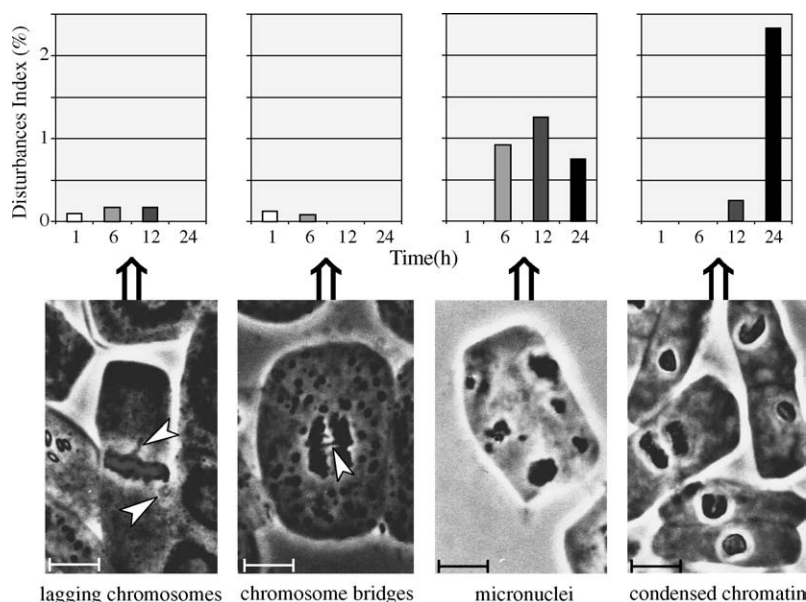 Disturbances Index (%)
2
1
0
1 6 12 24
1 6 12 24
1 6 12 24
1 6 12 24
Time(h)
lagging chromosomes
chromosome bridges
micronuclei
condensed chromatin